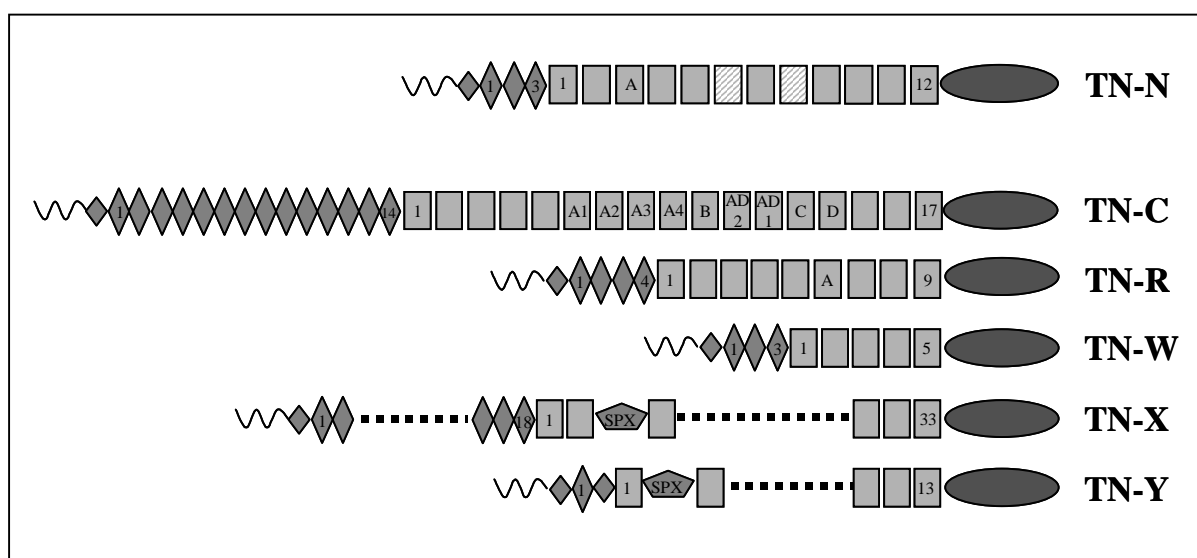 1 3 1 A 12 TN-N
1 14 1 A1 A2 A3 A4 B AD 2 AD 1 C D 17 TN-C
1 4 1 A 9 TN-R
1 3 1 5 TN-W
1 18 1 SPX 33 TN-X
1 1 SPX 13 TN-Y